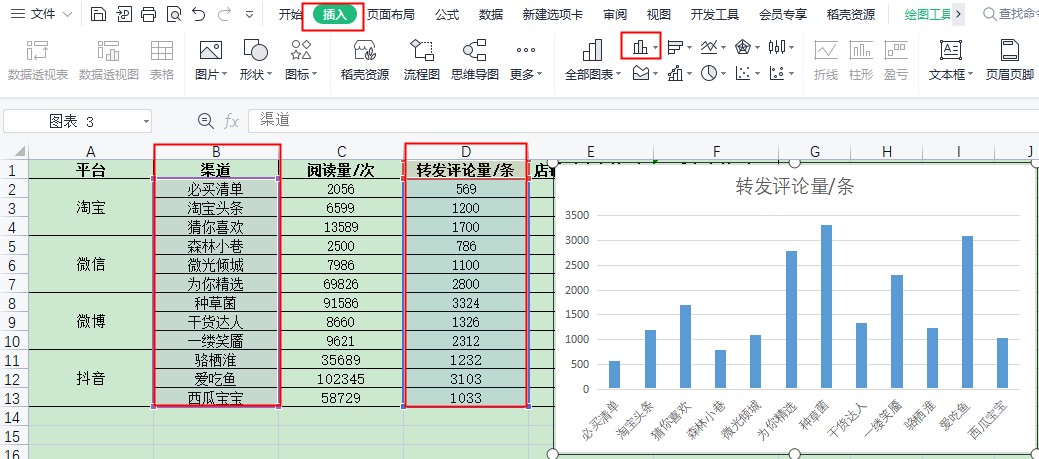 三 文件 开始 插入 页面布局 公式 数据 新建选项卡 审阅 视图 开发工具 会员专享 稻壳资源 绘图工具 查找命令
数据透视表 数据透视图 表格 图片 形状 图标 稻壳资源 流程图 思维导图 更多 全部图表 折线 柱形 盈亏 文本框 页眉页脚
图表 3 fx 渠道
A B C D E F G H I J
1 平台 渠道 阅读量/次 转发评论量/条
2 必买清单 2056 569
3 淘宝 淘宝头条 6599 1200
4 猜你喜欢 13589 1700
5 森林小巷 2500 786
6 微信 微光倾城 7986 1100
7 为你精选 69826 2800
8 种草菌 91586 3324
9 微博 干货达人 8660 1326
10 一缕笑靥 9621 2312
11 骆栖淮 35689 1232
12 抖音 爱吃鱼 102345 3103
13 西瓜宝宝 58729 1033
14
15
16
转发评论量/条
3500
3000
2500
2000
1500
1000
500
0
必买清单 淘宝头条 猜你喜欢 森林小巷 微光倾城 为你精选 种草菌 干货达人 一缕笑靥 骆栖淮 爱吃鱼 西瓜宝宝